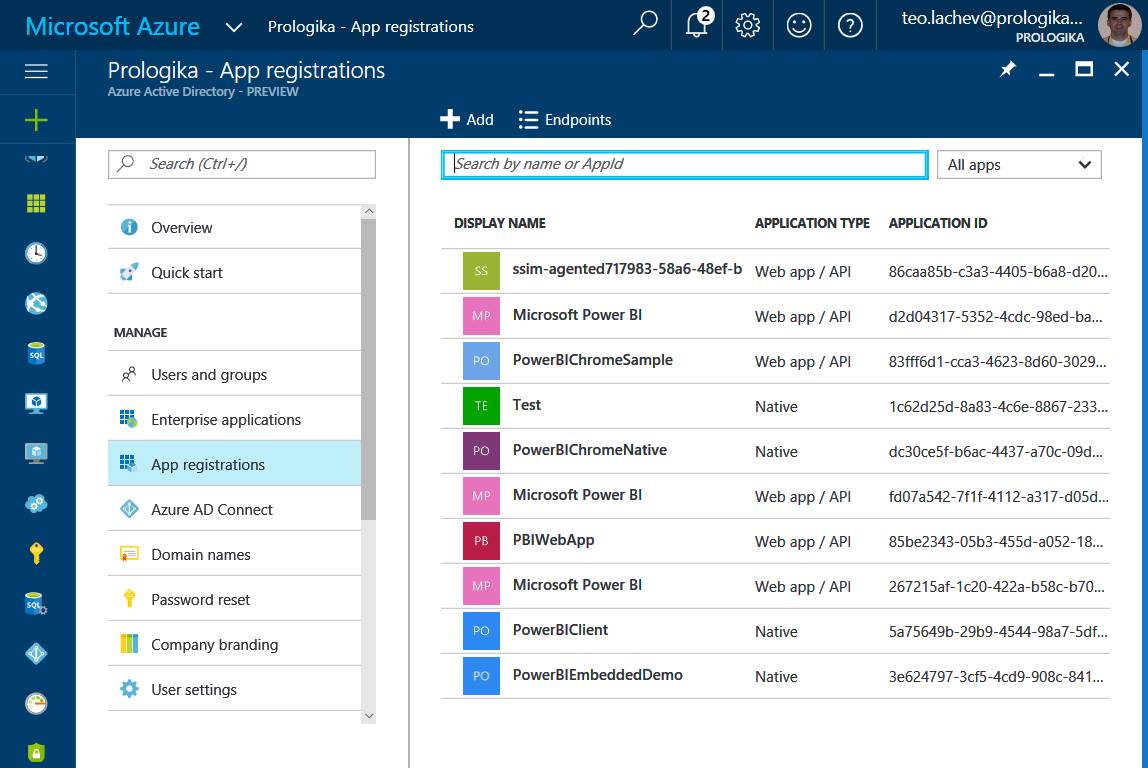 Microsoft Azure
Prologika - App registrations
2
teo.lachev@prologika...
PROLOGIKA
Prologika - App registrations
Azure Active Directory - PREVIEW
Add
Endpoints
Search (Ctrl+/)
Overview
Quick start
MANAGE
Users and groups
Enterprise applications
App registrations
Azure AD Connect
Domain names
Password reset
Company branding
User settings
SQL
SQL
Search by name or AppId
All apps
DISPLAY NAME APPLICATION TYPE APPLICATION ID
SS ssim-agented717983-58a6-48ef-b Web app / API 86caa85b-c3a3-4405-b6a8-d20...
MP Microsoft Power BI Web app / API d2d04317-5352-4cdc-98ed-ba...
PO PowerBIChromeSample Web app / API 83fff6d1-cca3-4623-8d60-3029...
TE Test Native 1c62d25d-8a83-4c6e-8867-233...
PO PowerBIChromeNative Native dc30ce5f-b6ac-4437-a70c-09d...
MP Microsoft Power BI Web app / API fd07a542-7f1f-4112-a317-d05d...
PB PBIWebApp Web app / API 85be2343-05b3-455d-a052-18...
MP Microsoft Power BI Web app / API 267215af-1c20-422a-b58c-b70...
PO PowerBIClient Native 5a75649b-29b9-4544-98a7-5df...
PO PowerBIEmbeddedDemo Native 3e624797-3cf5-4cd9-908c-841...